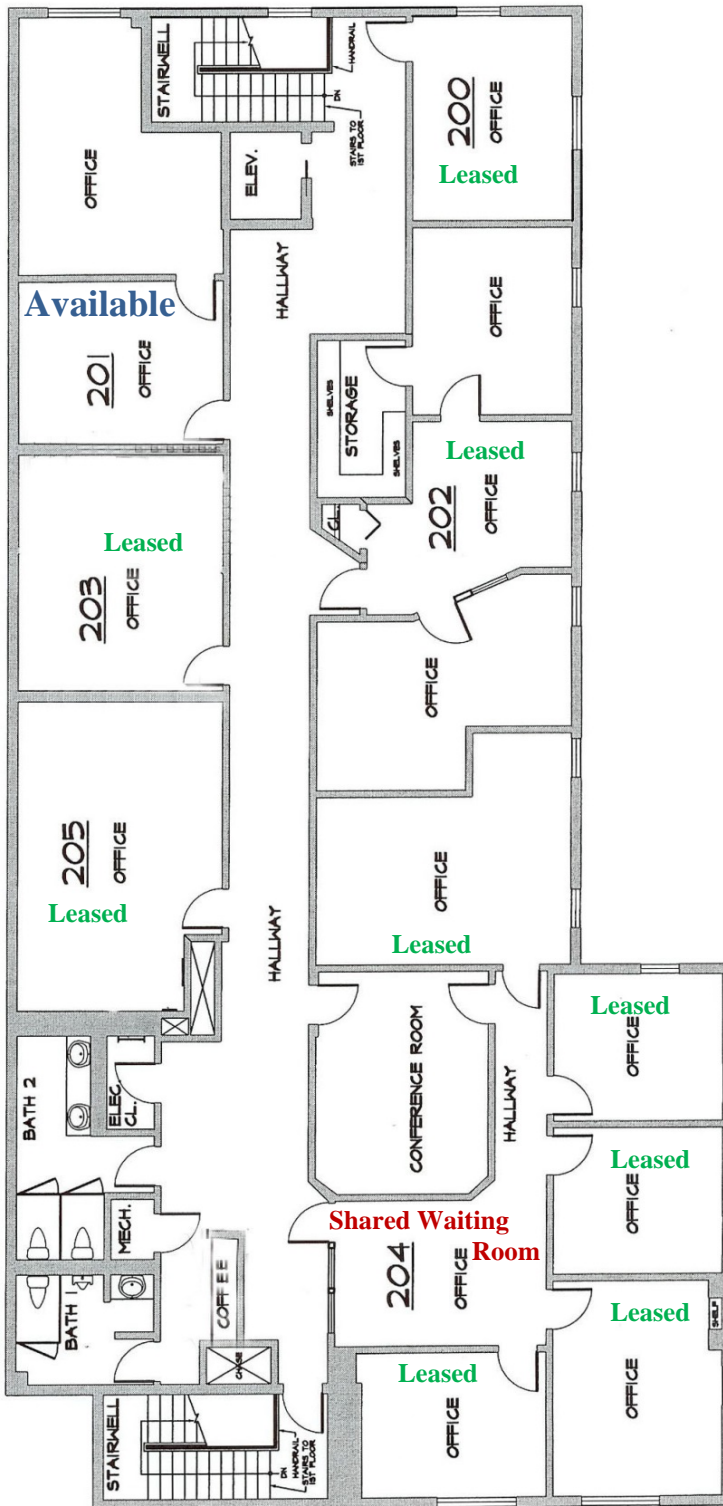 STAIRWELL
HANDRAIL
DN
STAIRS TO
1ST FLOOR
200
OFFICE
Leased
OFFICE
ELEV.
HALLWAY
Available
201
OFFICE
OFFICE
STORAGE
SHELVES
SHELVES
Leased
202
OFFICE
CL.
Leased
203
OFFICE
OFFICE
205
OFFICE
Leased
OFFICE
Leased
HALLWAY
CONFERENCE ROOM
HALLWAY
Leased
OFFICE
BATH 2
ELEC.
CL.
MECH.
Leased
OFFICE
Shared Waiting
Room
204
OFFICE
COFFEE
BATH 1
CHASE
Leased
OFFICE
SHELF
Leased
OFFICE
STAIRWELL
DN
HANDRAIL
STAIRS TO
1ST FLOOR